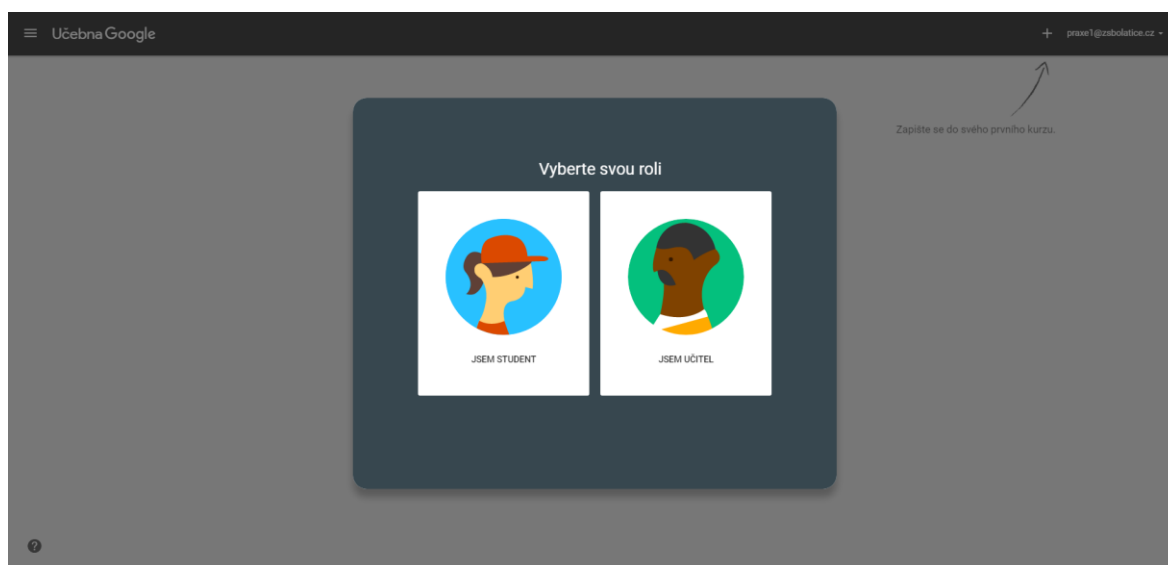 Učebna Google
praxe1@zsbolatice.cz
Zapište se do svého prvního kurzu.
Vyberte svou roli
JSEM STUDENT
JSEM UČITEL